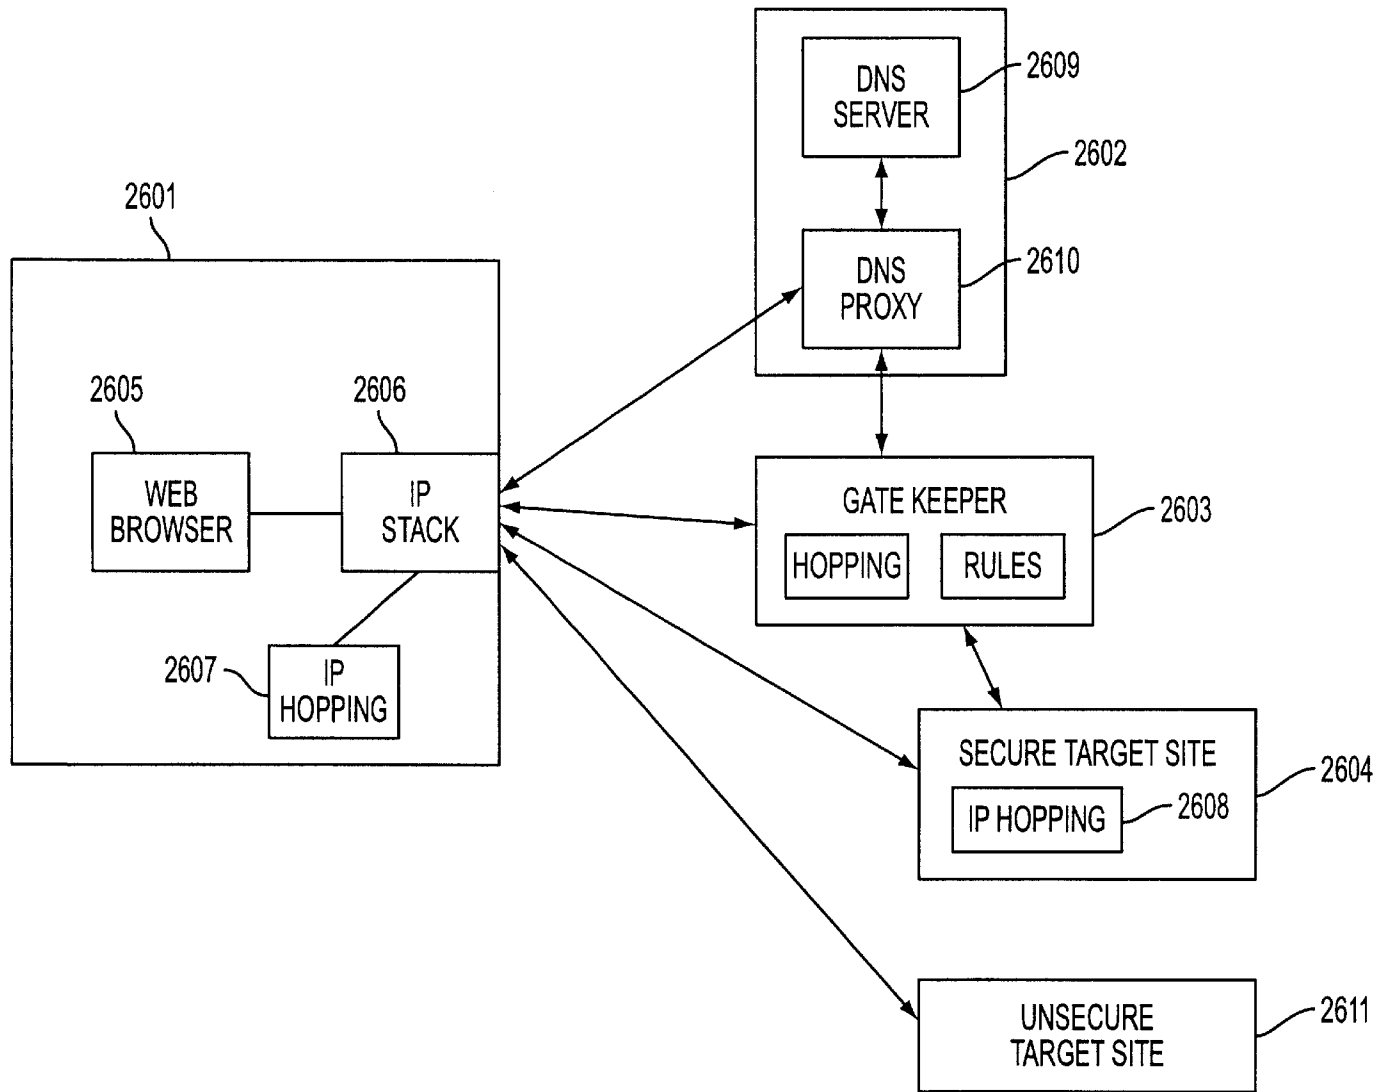 DNS
SERVER
2609
2602
2601
DNS
PROXY
2610
2605
2606
WEB
BROWSER
IP
STACK
GATE KEEPER
2603
HOPPING
RULES
2607
IP
HOPPING
SECURE TARGET SITE
2604
IP HOPPING
2608
UNSECURE
TARGET SITE
2611